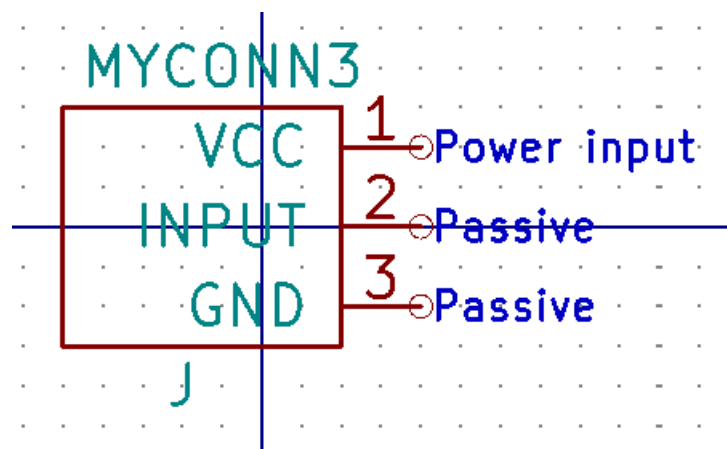 MYCONN3
VCC 1 Power input
INPUT 2 Passive
GND 3 Passive
J